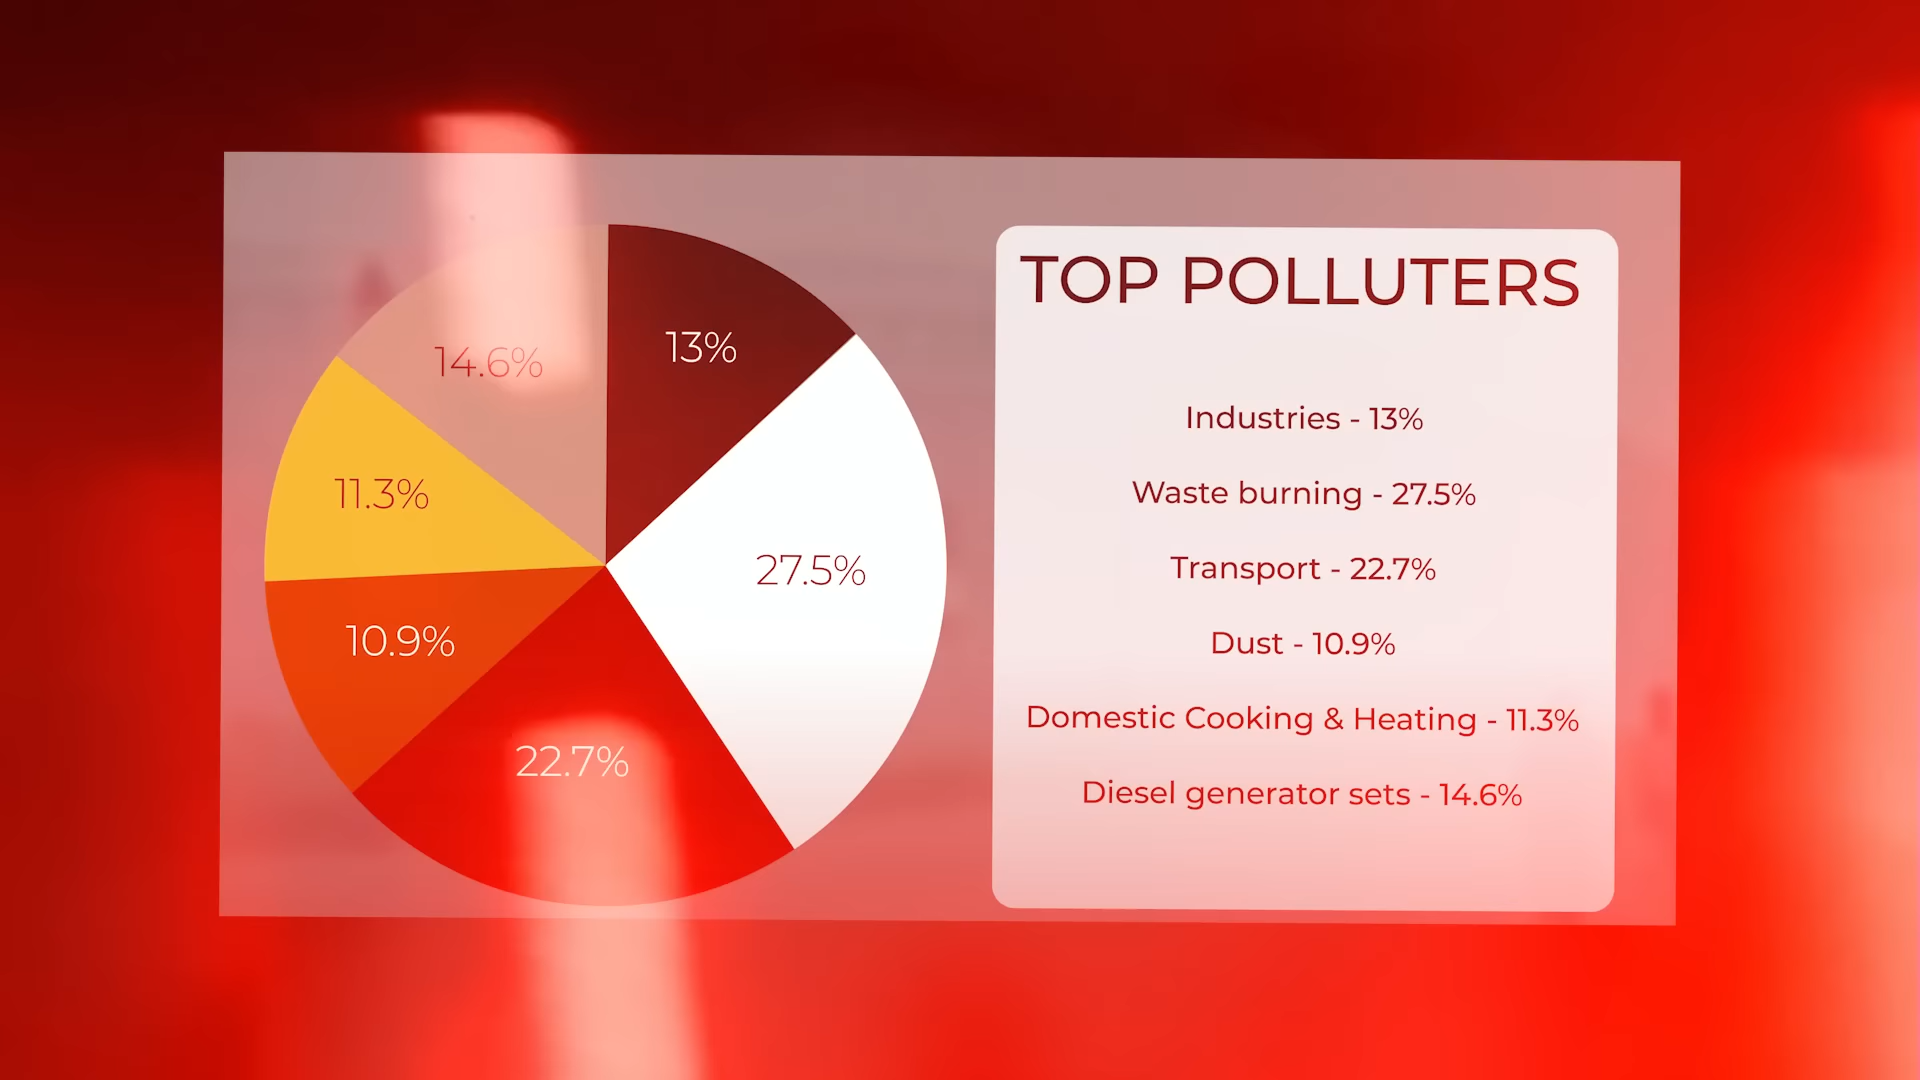 14.6%
13%
11.3%
27.5%
10.9%
22.7%
TOP POLLUTERS
Industries - 13%
Waste burning - 27.5%
Transport - 22.7%
Dust - 10.9%
Domestic Cooking & Heating - 11.3%
Diesel generator sets - 14.6%